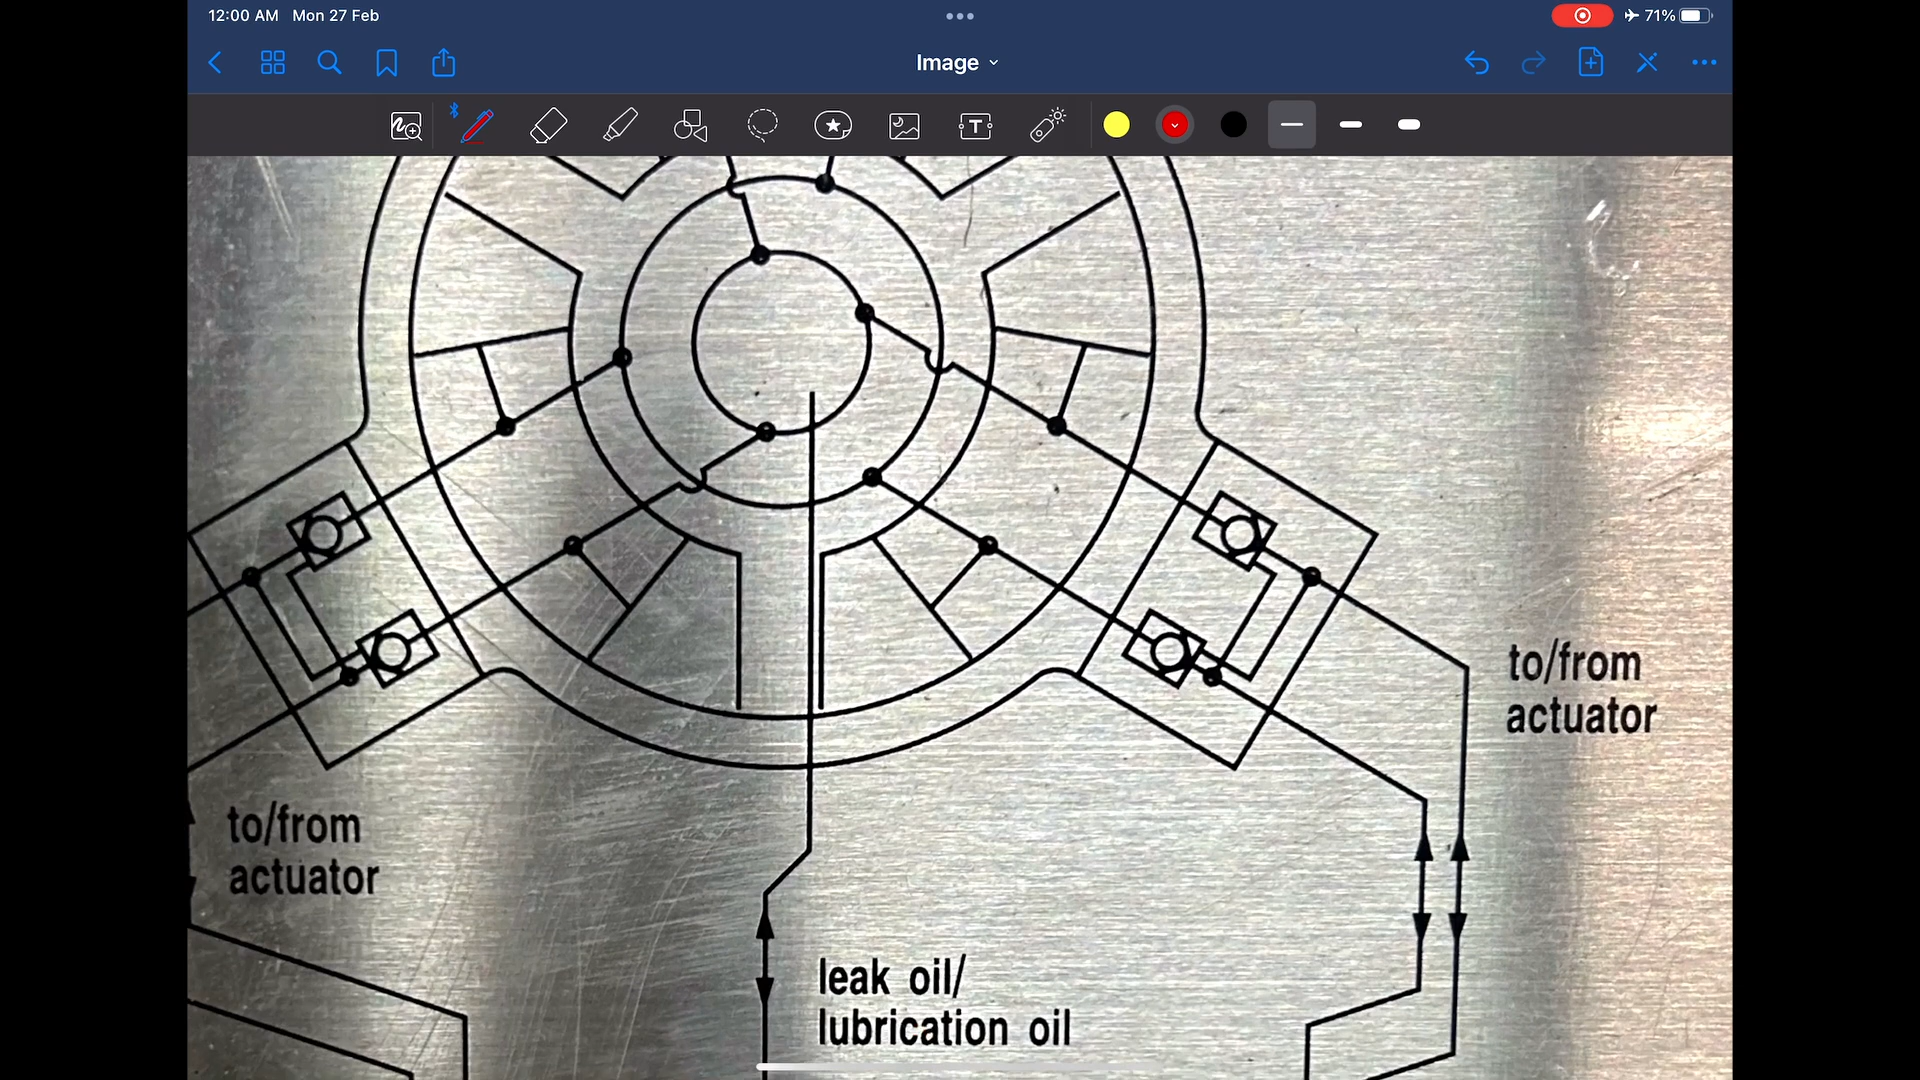 12:00 AM Mon 27 Feb
71%
Image
T
to/from
actuator
to/from
actuator
leak oil/
lubrication oil